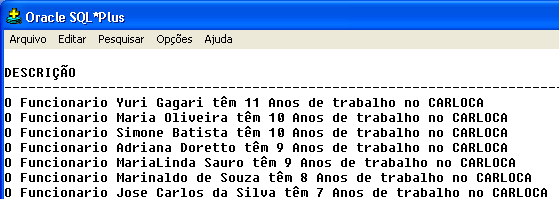 Oracle SQL*Plus
Arquivo Editar Pesquisar Opções Ajuda
DESCRIÇÃO
--------------------------------------------------------------------------------
O Funcionario Yuri Gagari têm 11 Anos de trabalho no CARLOCA
O Funcionario Maria Oliveira têm 10 Anos de trabalho no CARLOCA
O Funcionario Simone Batista têm 10 Anos de trabalho no CARLOCA
O Funcionario Adriana Doretto têm 9 Anos de trabalho no CARLOCA
O Funcionario MariaLinda Sauro têm 9 Anos de trabalho no CARLOCA
O Funcionario Marinaldo de Souza têm 8 Anos de trabalho no CARLOCA
O Funcionario Jose Carlos da Silva têm 7 Anos de trabalho no CARLOCA